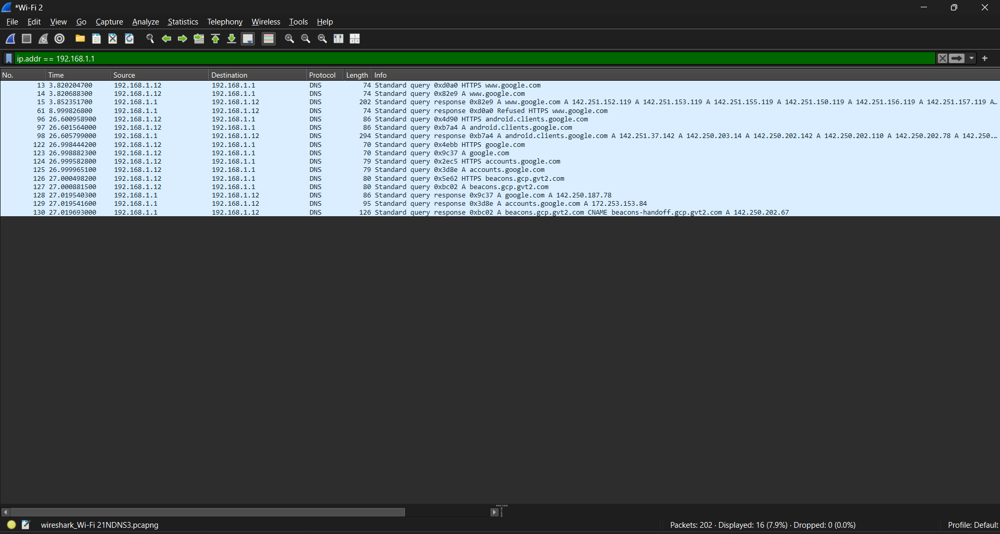 *Wi-Fi 2
File Edit View Go Capture Analyze Statistics Telephony Wireless Tools Help
ip.addr == 192.168.1.1
No. Time Source Destination Protocol Length Info
13 3.820204700 192.168.1.12 192.168.1.1 DNS 74 Standard query 0xd0a0 HTTPS www.google.com
14 3.820688300 192.168.1.12 192.168.1.1 DNS 74 Standard query 0x82e9 A www.google.com
15 3.852351700 192.168.1.1 192.168.1.12 DNS 202 Standard query response 0x82e9 A www.google.com A 142.251.152.119 A 142.251.153.119 A 142.251.155.119 A 142.251.150.119 A 142.251.156.119 A 142.251.157.119 A…
61 8.999826800 192.168.1.1 192.168.1.12 DNS 74 Standard query response 0xd0a0 Refused HTTPS www.google.com
96 26.600958900 192.168.1.12 192.168.1.1 DNS 86 Standard query 0x4d90 HTTPS android.clients.google.com
97 26.601564000 192.168.1.12 192.168.1.1 DNS 86 Standard query 0xb7a4 A android.clients.google.com
98 26.605799000 192.168.1.1 192.168.1.12 DNS 294 Standard query response 0xb7a4 A android.clients.google.com A 142.251.37.142 A 142.250.203.14 A 142.250.202.142 A 142.250.202.110 A 142.250.202.78 A 142.250.…
122 26.998444200 192.168.1.12 192.168.1.1 DNS 70 Standard query 0x4ebb HTTPS google.com
123 26.998882300 192.168.1.12 192.168.1.1 DNS 70 Standard query 0x9c37 A google.com
124 26.999582800 192.168.1.12 192.168.1.1 DNS 79 Standard query 0x2ec5 HTTPS accounts.google.com
125 26.999965100 192.168.1.12 192.168.1.1 DNS 79 Standard query 0x3d8e A accounts.google.com
126 27.000498200 192.168.1.12 192.168.1.1 DNS 80 Standard query 0x5e62 HTTPS beacons.gcp.gvt2.com
127 27.000881500 192.168.1.12 192.168.1.1 DNS 80 Standard query 0xbc02 A beacons.gcp.gvt2.com
128 27.019540300 192.168.1.1 192.168.1.12 DNS 86 Standard query response 0x9c37 A google.com A 142.250.187.78
129 27.019541600 192.168.1.1 192.168.1.12 DNS 95 Standard query response 0x3d8e A accounts.google.com A 172.253.153.84
130 27.019693000 192.168.1.1 192.168.1.12 DNS 126 Standard query response 0xbc02 A beacons.gcp.gvt2.com CNAME beacons-handoff.gcp.gvt2.com A 142.250.202.67
wireshark_Wi-Fi 21NDNS3.pcapng Packets: 202 · Displayed: 16 (7.9%) · Dropped: 0 (0.0%) Profile: Default